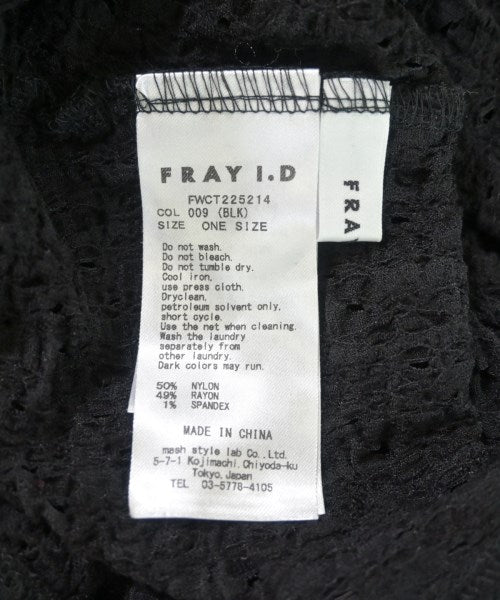 FRAY I.D
FWCT225214
COL 009 (BLK)
SIZE ONE SIZE
Do not wash.
Do not bleach.
Do not tumble dry.
Cool iron.
use press cloth.
Dryclean.
petroleum solvent only.
short cycle.
Use the net when cleaning.
Wash the laundry
separately from
other laundry.
Dark colors may run.
50% NYLON
49% RAYON
1% SPANDEX
MADE IN CHINA
mash style lab Co.,Ltd.
5-7-1 Kojimachi,Chiyoda-ku
Tokyo,Japan
TEL 03-5778-4105
FRAY